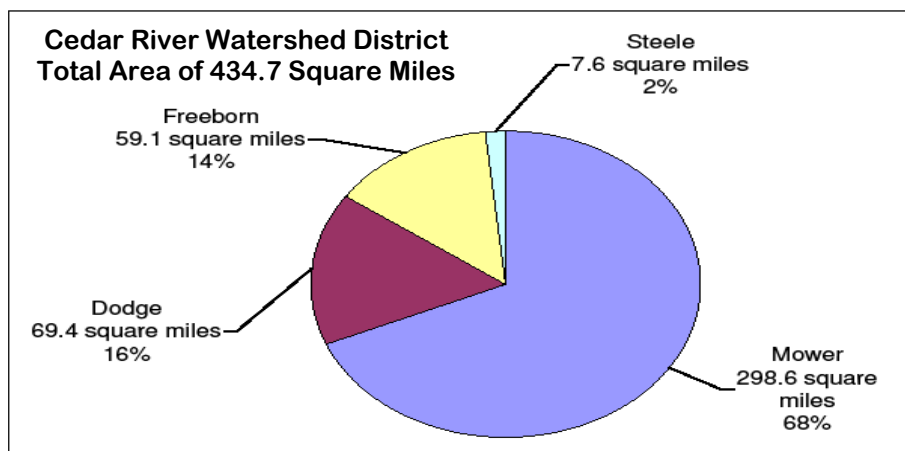 Cedar River Watershed District
Total Area of 434.7 Square Miles
Steele
7.6 square miles
2%
Freeborn
59.1 square miles
14%
Dodge
69.4 square miles
16%
Mower
298.6 square
miles
68%